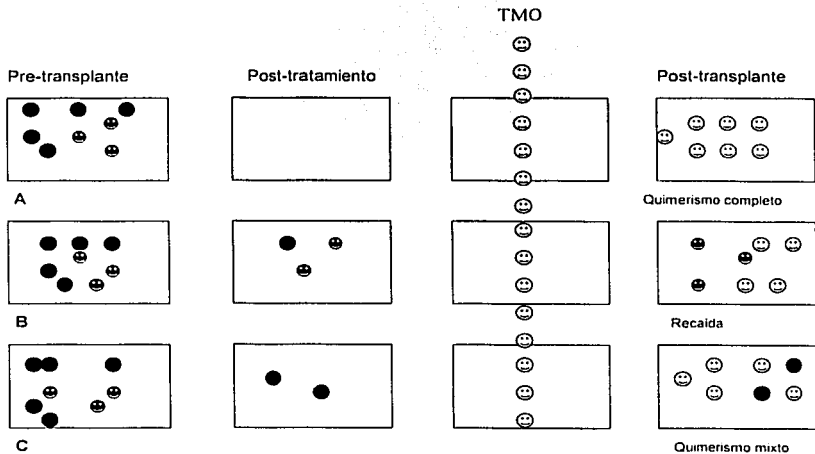 TMO
Pre-transplante
Post-tratamiento
Post-transplante
A
Quimerismo completo
B
Recaida
C
Quimerismo mixto